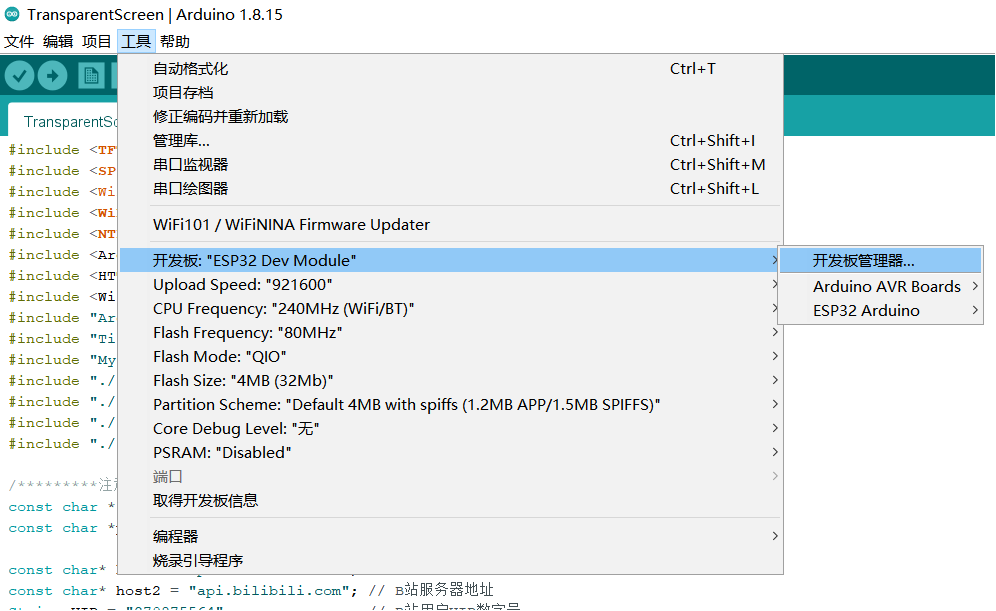 TransparentScreen | Arduino 1.8.15
文件 编辑 项目 工具 帮助
自动格式化 Ctrl+T
项目存档
修正编码并重新加载
管理库... Ctrl+Shift+I
串口监视器 Ctrl+Shift+M
串口绘图器 Ctrl+Shift+L
WiFi101 / WiFiNINA Firmware Updater
开发板: "ESP32 Dev Module"
Upload Speed: "921600"
CPU Frequency: "240MHz (WiFi/BT)"
Flash Frequency: "80MHz"
Flash Mode: "QIO"
Flash Size: "4MB (32Mb)"
Partition Scheme: "Default 4MB with spiffs (1.2MB APP/1.5MB SPIFFS)"
Core Debug Level: "无"
PSRAM: "Disabled"
端口
取得开发板信息
编程器
烧录引导程序
开发板管理器...
Arduino AVR Boards
ESP32 Arduino
TransparentSc
#include <TF
#include <SP
#include <Wi
#include <Wi
#include <NT
#include <Ar
#include <HT
#include <Wi
#include "Ar
#include "Ti
#include "My
#include "./
#include "./
#include "./
#include "./
/*********注
const char *
const char *
const char*
const char* host2 = "api.bilibili.com"; // B站服务器地址